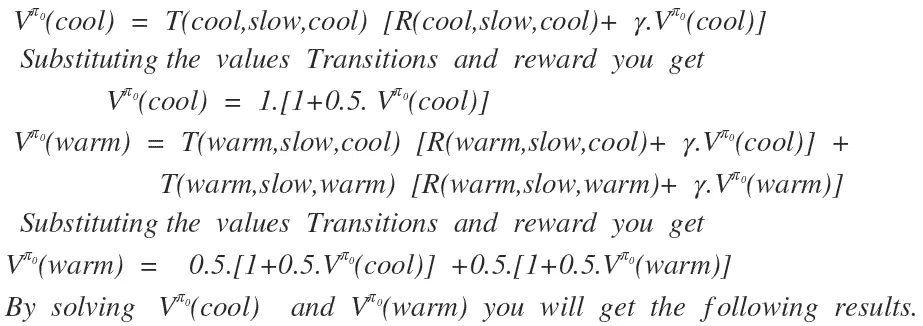 V^π₀(cool) = T(cool,slow,cool) [R(cool,slow,cool)+ γ.V^π₀(cool)]
Substituting the values Transitions and reward you get
V^π₀(cool) = 1.[1+0.5. V^π₀(cool)]
V^π₀(warm) = T(warm,slow,cool) [R(warm,slow,cool)+ γ.V^π₀(cool)] +
T(warm,slow,warm) [R(warm,slow,warm)+ γ.V^π₀(warm)]
Substituting the values Transitions and reward you get
V^π₀(warm) = 0.5.[1+0.5.V^π₀(cool)] +0.5.[1+0.5.V^π₀(warm)]
By solving V^π₀(cool) and V^π₀(warm) you will get the following results.